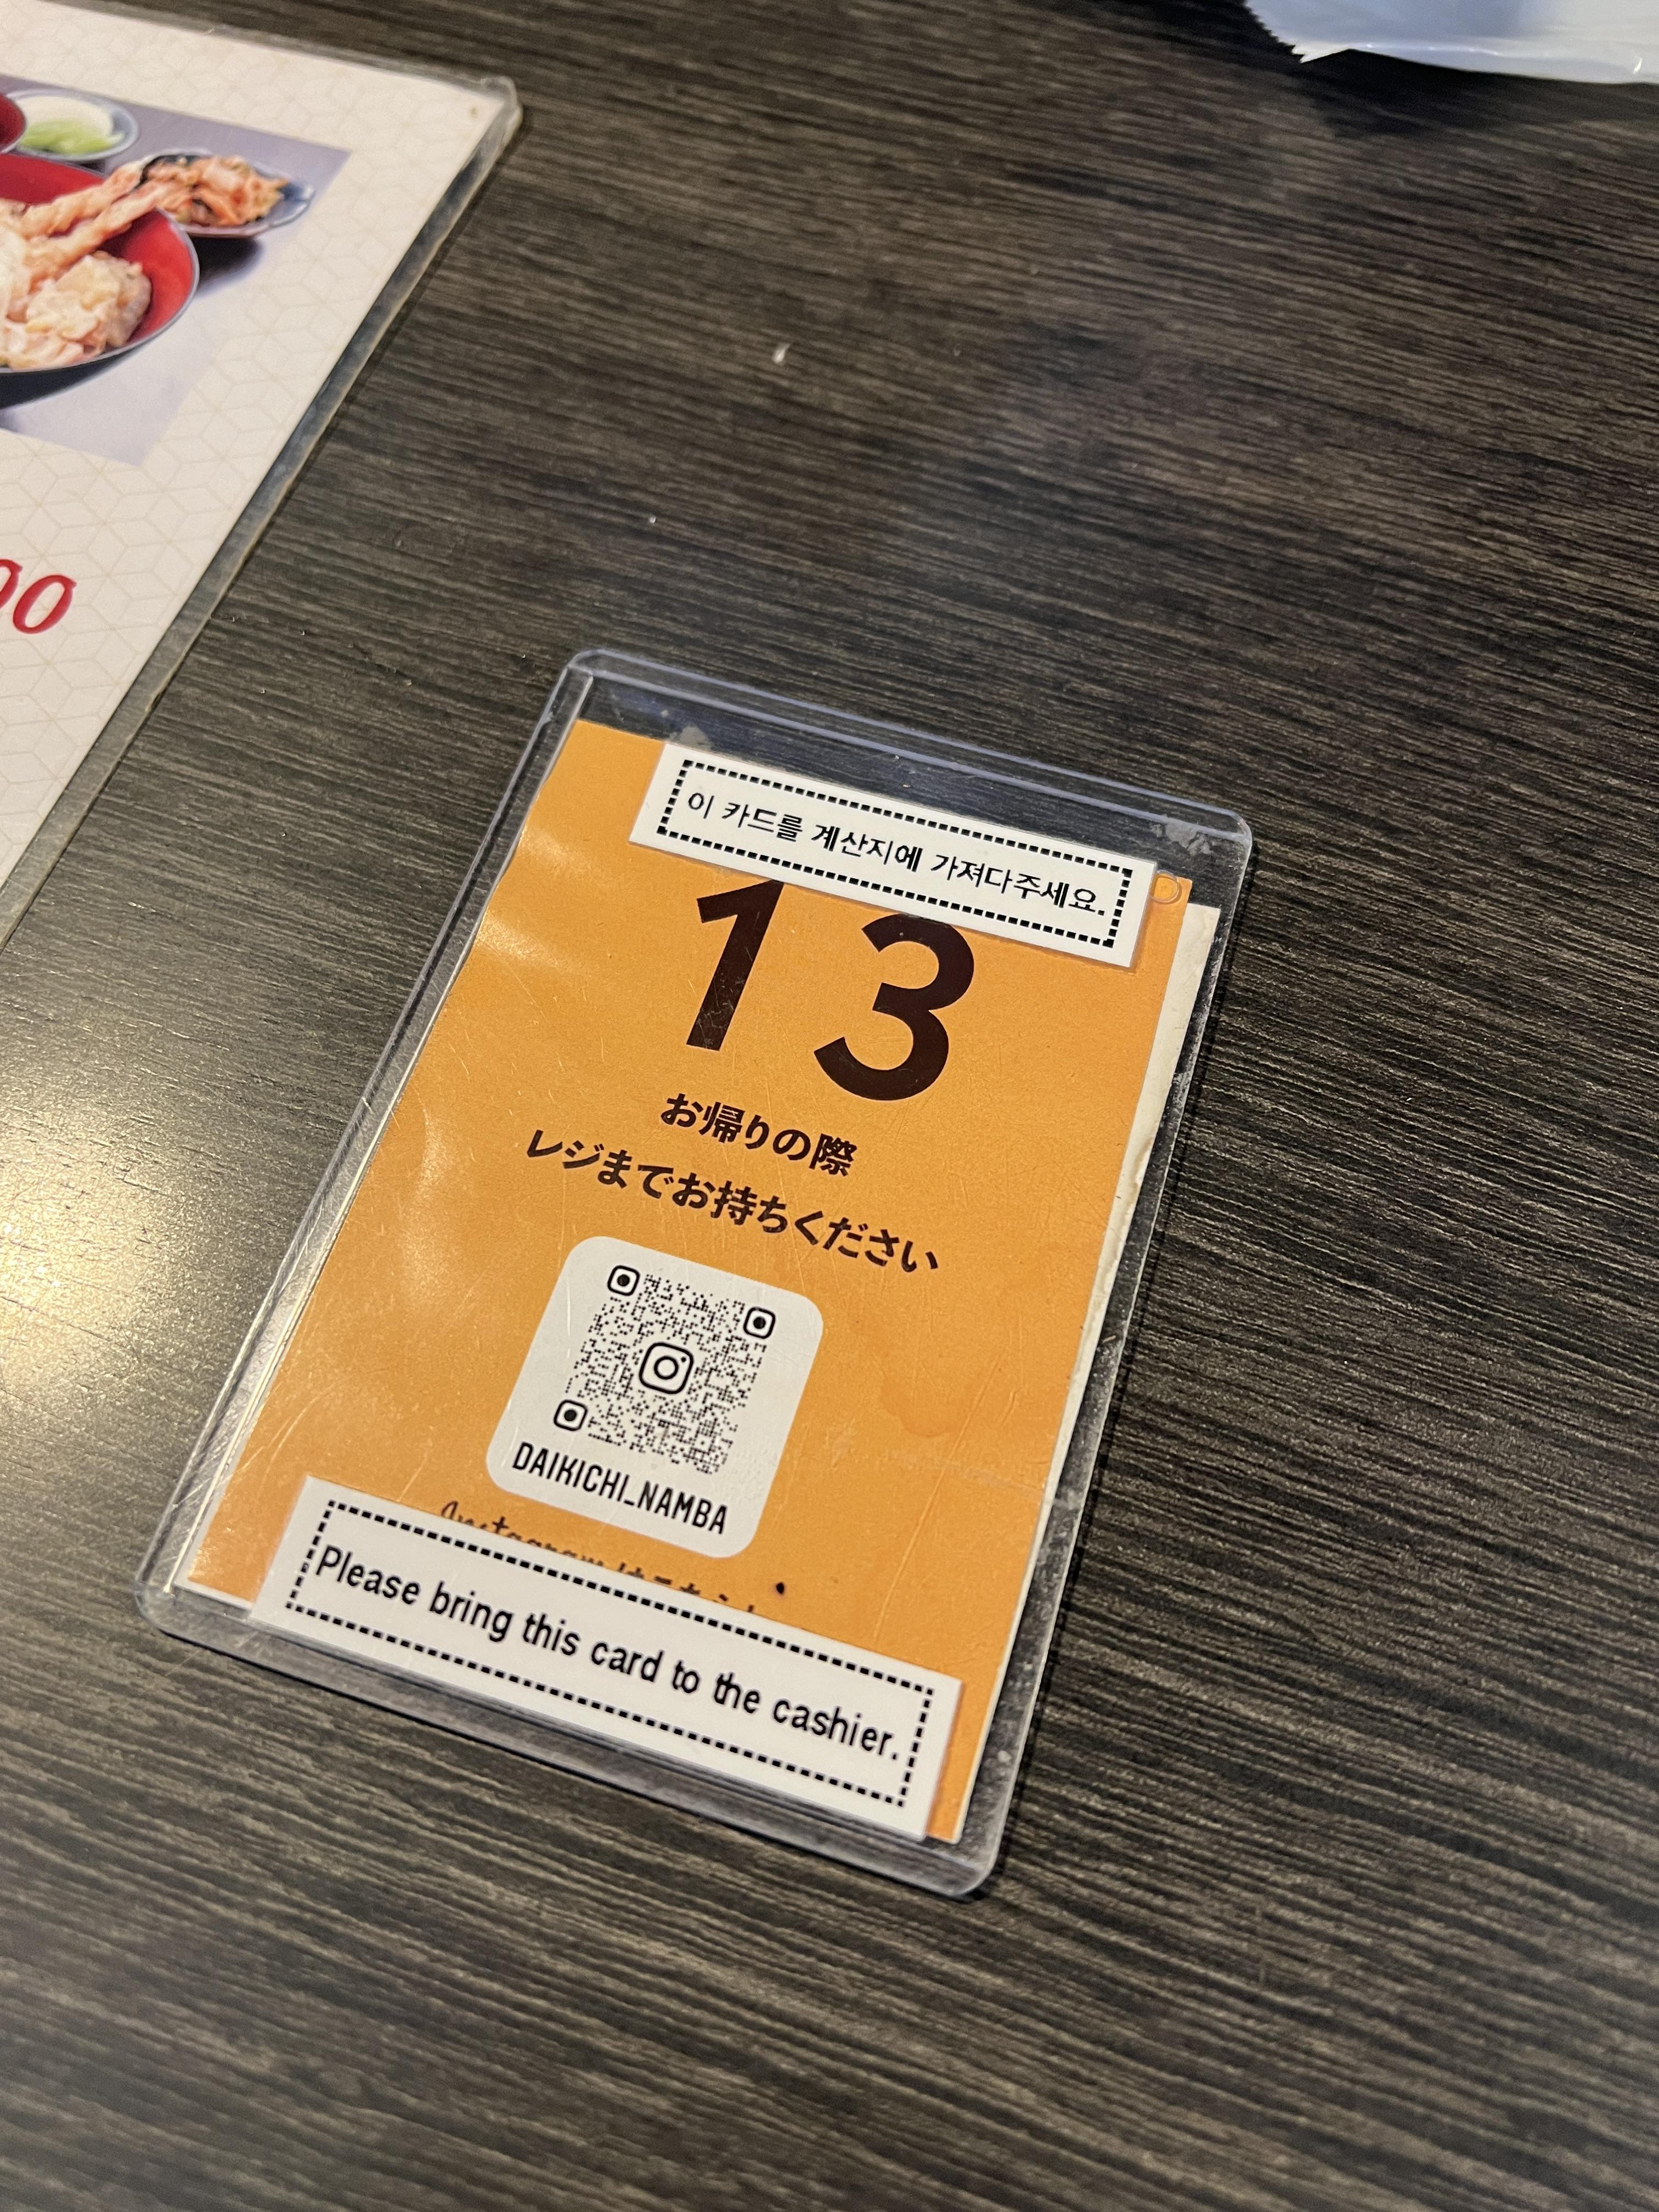 00
이 카드를 계산지에 가져다주세요.
13
お帰りの際
レジまでお持ちください
DAIKICHI_NAMBA
Instagram
Please bring this card to the cashier.